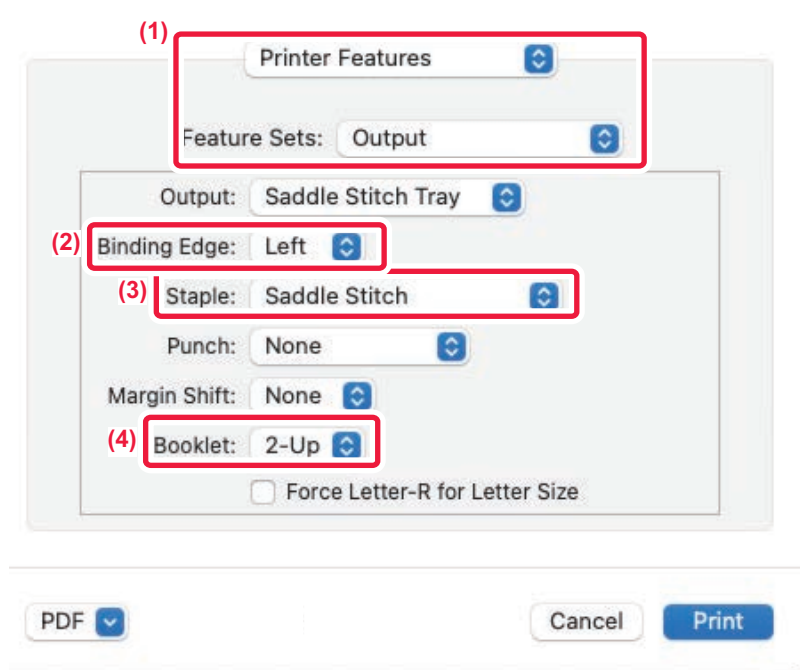 (1)
Printer Features
Feature Sets: Output
Output: Saddle Stitch Tray
(2) Binding Edge: Left
(3) Staple: Saddle Stitch
Punch: None
Margin Shift: None
(4) Booklet: 2-Up
Force Letter-R for Letter Size
PDF Cancel Print